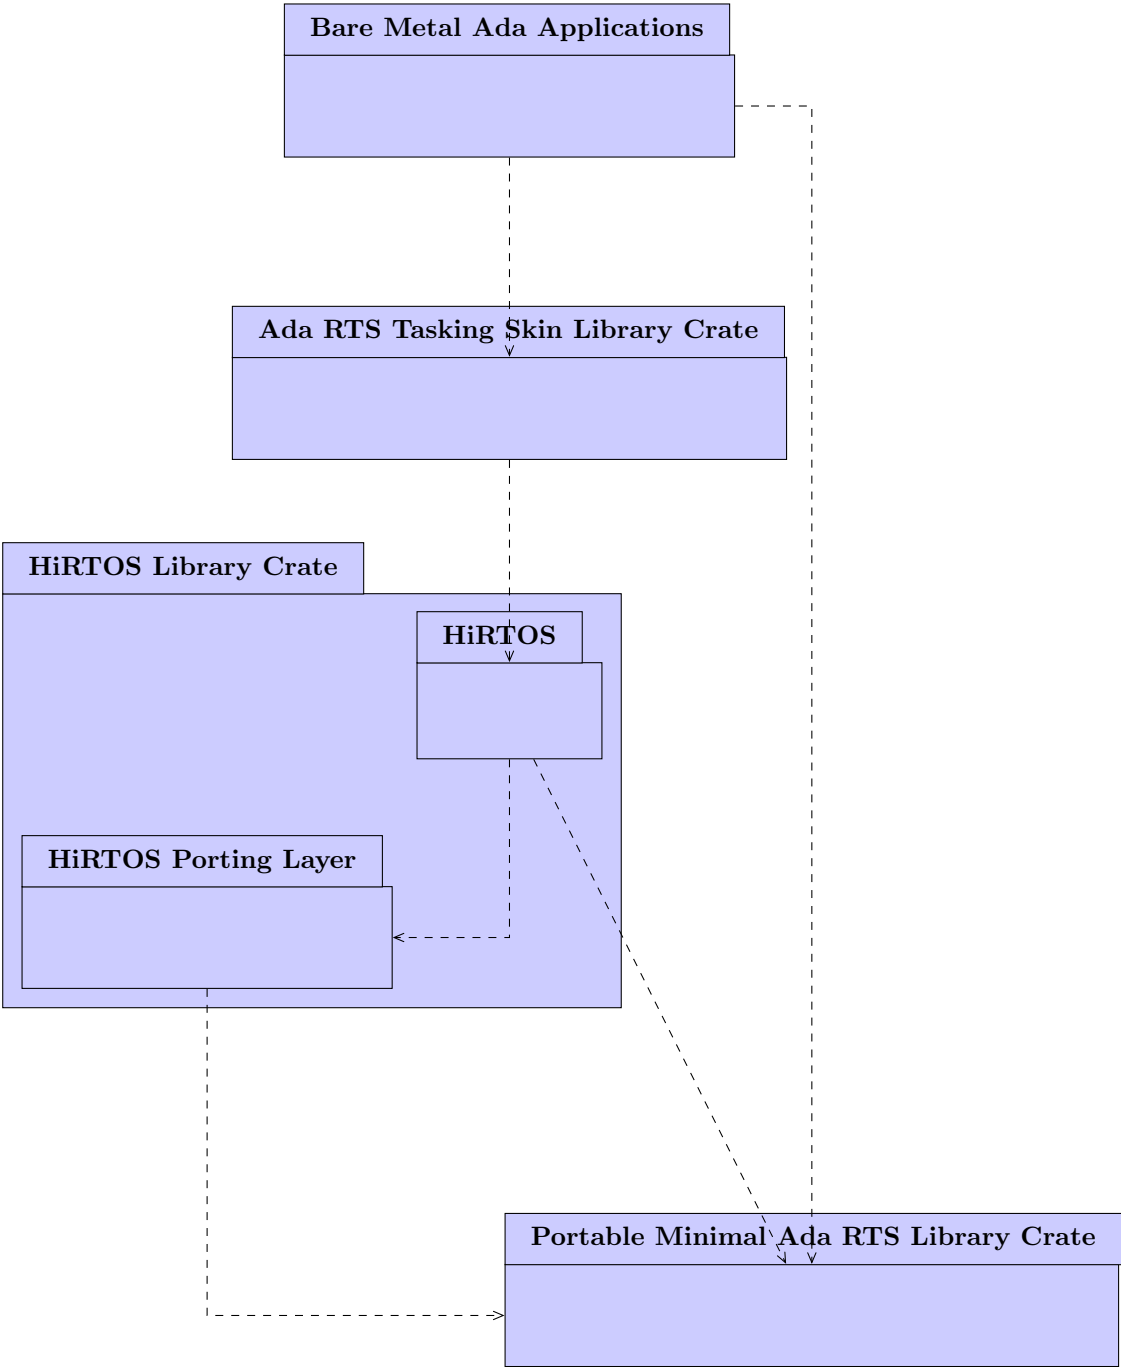 Bare Metal Ada Applications
Ada RTS Tasking Skin Library Crate
HiRTOS Library Crate
HiRTOS
HiRTOS Porting Layer
Portable Minimal Ada RTS Library Crate